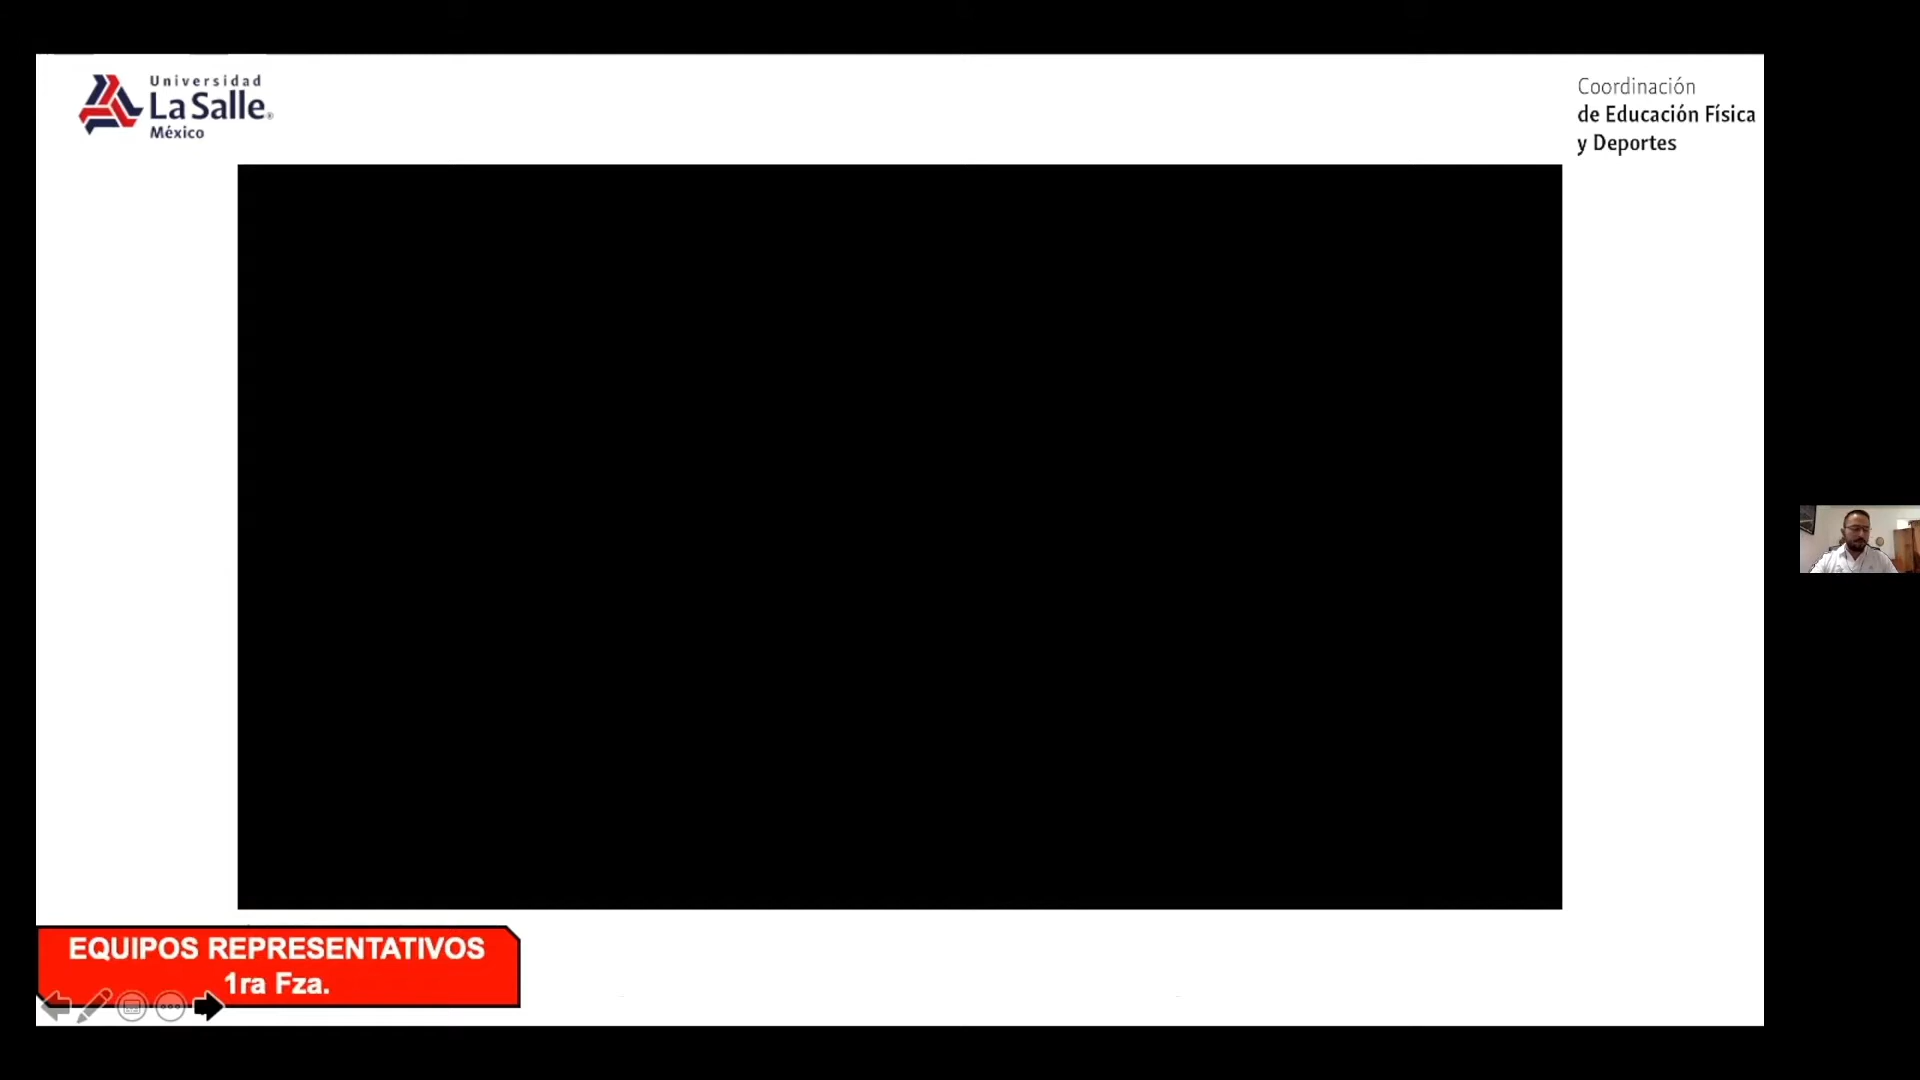 Universidad
La Salle®
México
Coordinación
de Educación Física
y Deportes
EQUIPOS REPRESENTATIVOS
1ra Fza.